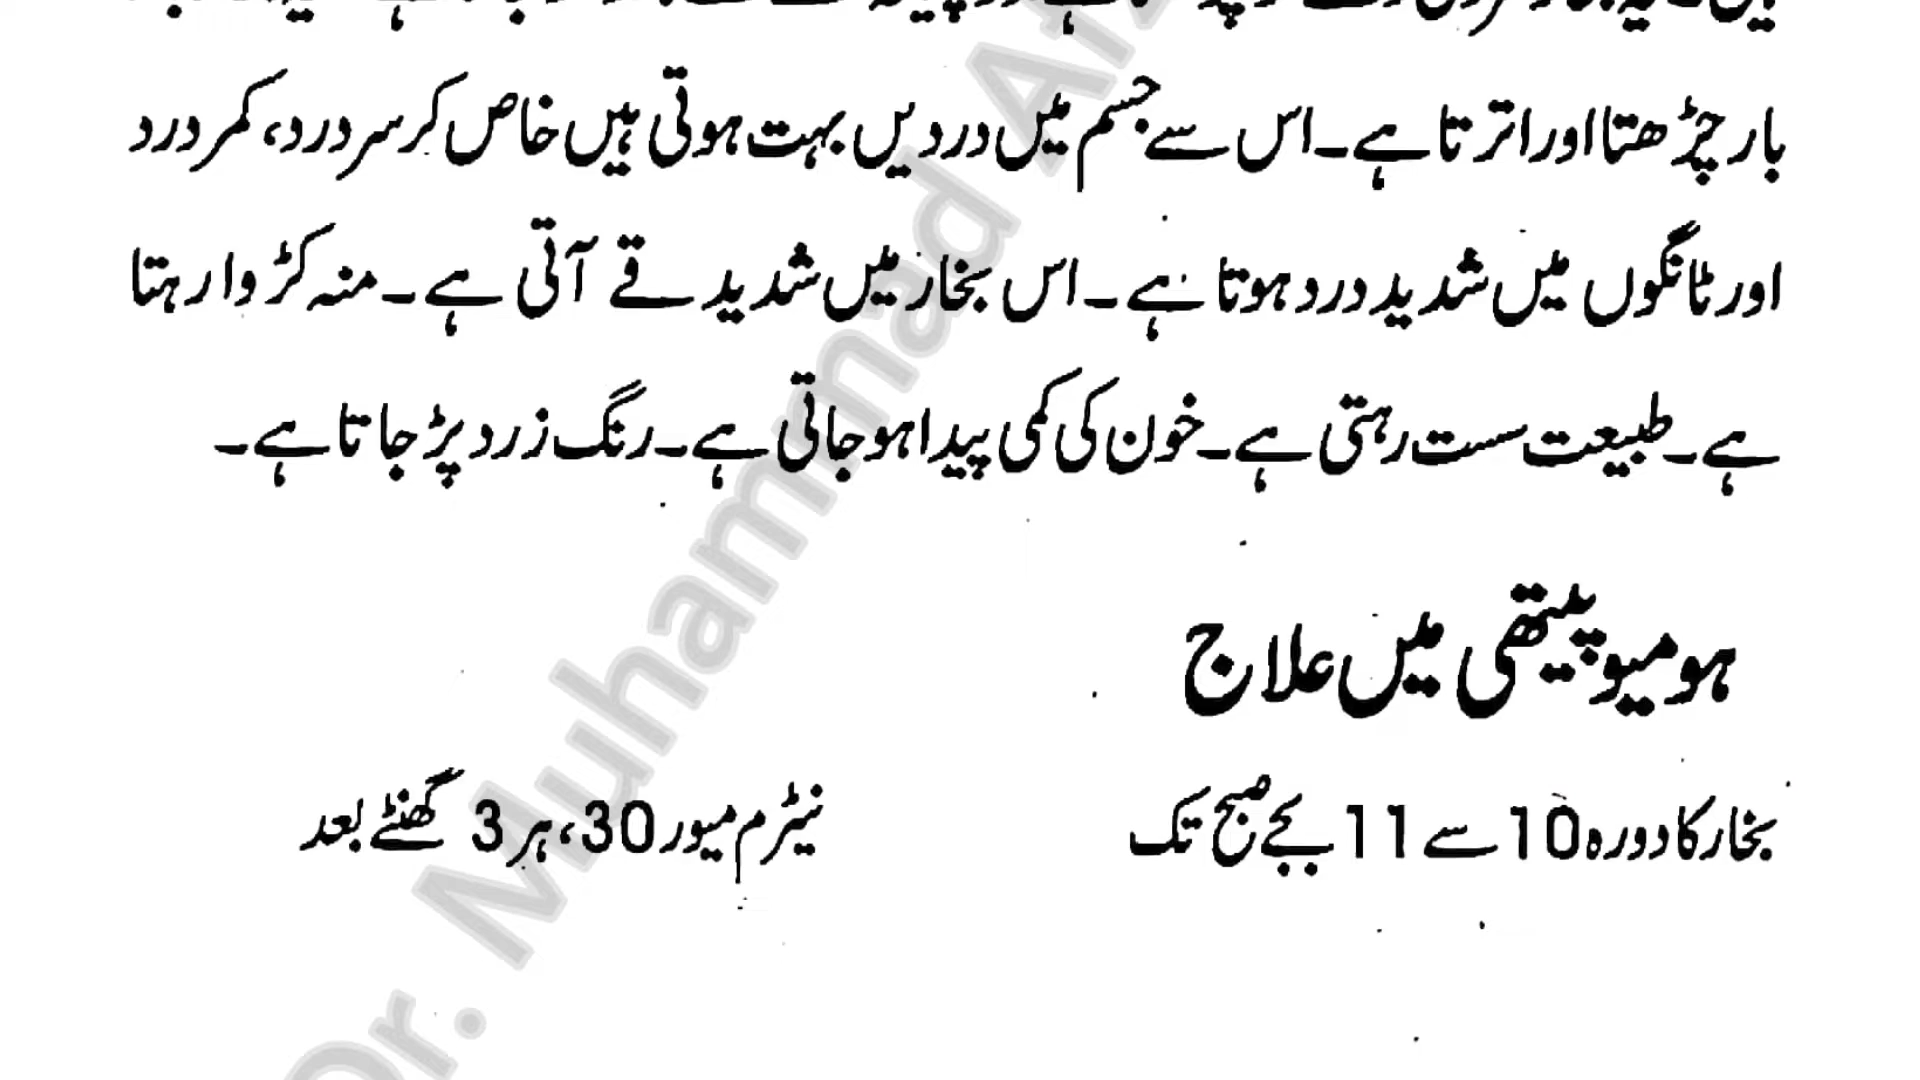 بار چڑھتا اور اترتا ہے۔ اس سے جسم میں دردیں بہت ہوتی ہیں خاص کر سر درد، کمر درد
اور ٹانگوں میں شدید درد ہوتا ہے۔ اس بخار میں شدید قے آتی ہے۔ منہ کڑوا رہتا
ہے۔ طبیعت سست رہتی ہے۔ خون کی کمی پیدا ہو جاتی ہے۔ رنگ زرد پڑ جاتا ہے۔
ہومیوپیتھی میں علاج
بخار کا دورہ 10 سے 11 بجے صبح تک
نیٹرم میور 30، ہر 3 گھنٹے بعد
Dr. Muhammad